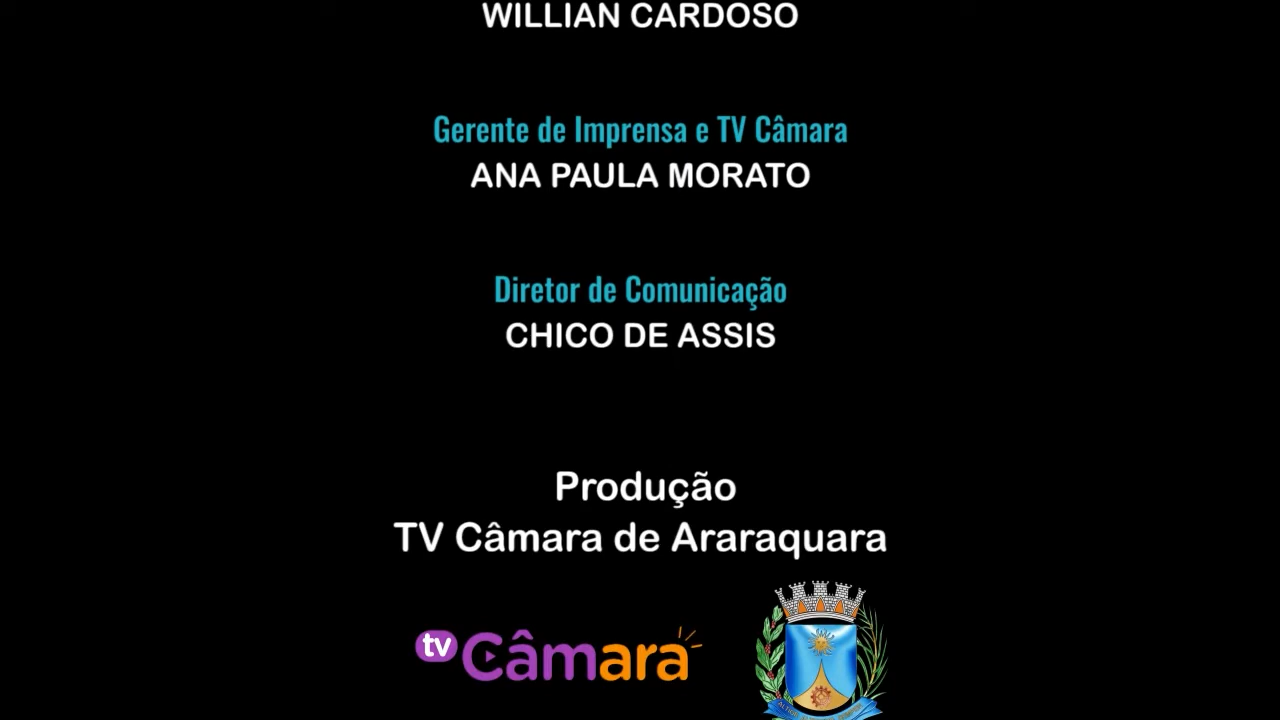 WILLIAN CARDOSO
Gerente de Imprensa e TV Câmara
ANA PAULA MORATO
Diretor de Comunicação
CHICO DE ASSIS
Produção
TV Câmara de Araraquara
tv Câmara